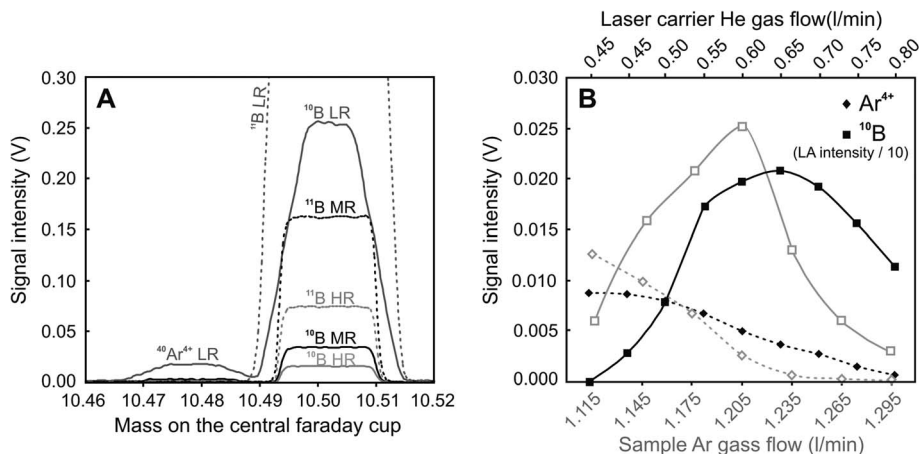 Laser carrier He gas flow(l/min)
0.45 0.45 0.50 0.55 0.60 0.65 0.70 0.75 0.80
A
0.30
0.25
0.20
0.15
0.10
0.05
0.00
Signal intensity (V)
¹¹B LR
¹⁰B LR
¹¹B MR
¹¹B HR
¹⁰B MR
¹⁰B HR
⁴⁰Ar⁴⁺ LR
10.46 10.47 10.48 10.49 10.50 10.51 10.52
Mass on the central faraday cup
B
Ar⁴⁺
¹⁰B
(LA intensity / 10)
0.030
0.025
0.020
0.015
0.010
0.005
0.000
Signal intensity (V)
1.115 1.145 1.175 1.205 1.235 1.265 1.295
Sample Ar gass flow (l/min)